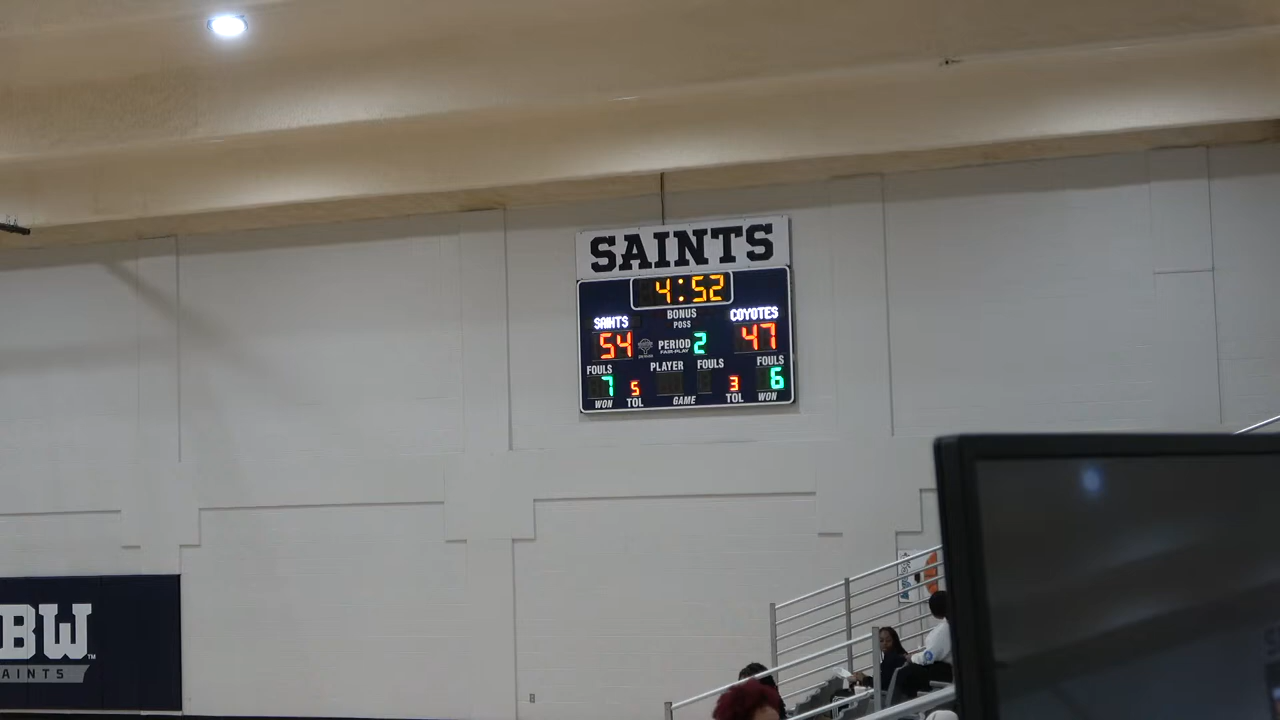 SAINTS
4:52
BONUS
POSS
SAINTS COYOTES
54 PERIOD 2 47
FAIR-PLAY
FOULS PLAYER FOULS FOULS
7 5 3 6
WON TOL GAME TOL WON
BW
AINTS